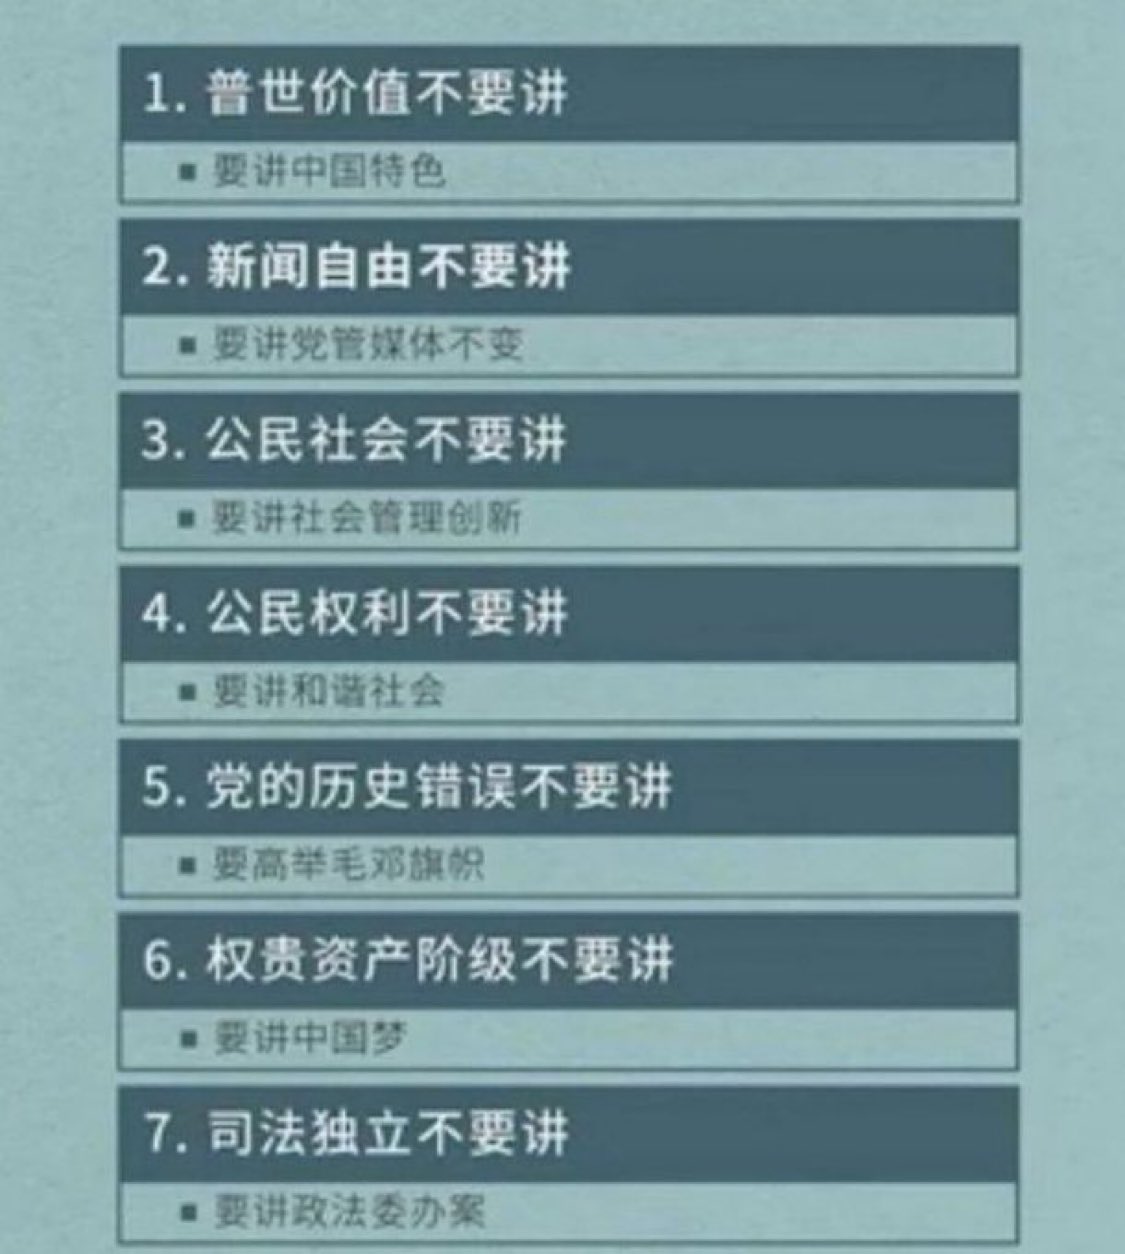 1. 普世价值不要讲
▪ 要讲中国特色
2. 新闻自由不要讲
▪ 要讲党管媒体不变
3. 公民社会不要讲
▪ 要讲社会管理创新
4. 公民权利不要讲
▪ 要讲和谐社会
5. 党的历史错误不要讲
▪ 要高举毛邓旗帜
6. 权贵资产阶级不要讲
▪ 要讲中国梦
7. 司法独立不要讲
▪ 要讲政法委办案